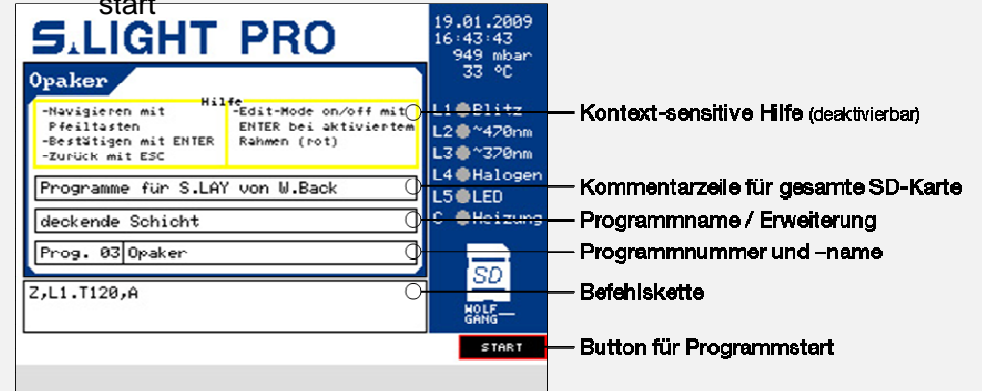 start
S.LIGHT PRO
Opaker
Hilfe
-Navigieren mit
Pfeiltasten
-Bestätigen mit ENTER
-Zurück mit ESC
-Edit-Mode on/off mit
ENTER bei aktiviertem
Rahmen (rot)
Programme für S.LAY von W.Back
deckende Schicht
Prog. 03 Opaker
Z,L1.T120,A
19.01.2009
16:43:43
949 mbar
33 ºC
L1 Blitz
L2 ~470nm
L3 ~370nm
L4 Halogen
L5 LED
C Heizung
SD
WOLF
GANG
START
Kontext-sensitive Hilfe (deaktivierbar)
Kommentarzeile für gesamte SD-Karte
Programmname / Erweiterung
Programmnummer und –name
Befehlskette
Button für Programmstart